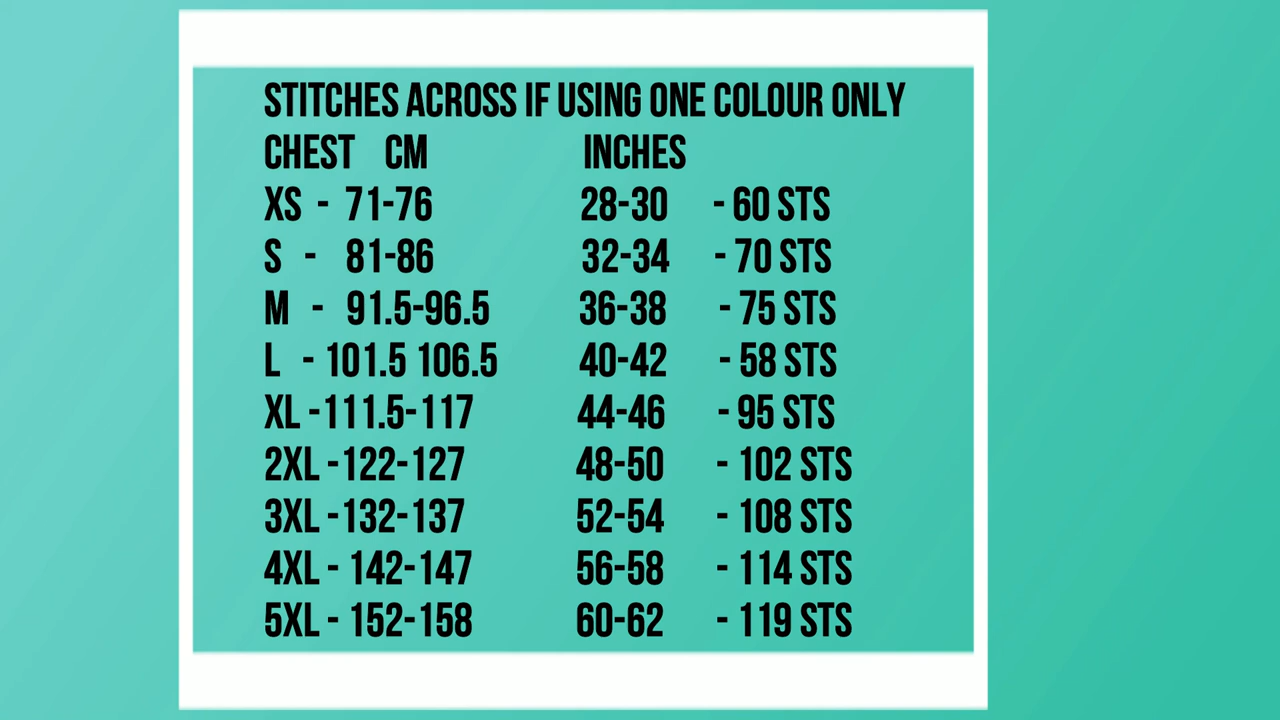 STITCHES ACROSS IF USING ONE COLOUR ONLY
CHEST CM INCHES
XS - 71-76 28-30 - 60 STS
S - 81-86 32-34 - 70 STS
M - 91.5-96.5 36-38 - 75 STS
L - 101.5 106.5 40-42 - 58 STS
XL -111.5-117 44-46 - 95 STS
2XL -122-127 48-50 - 102 STS
3XL -132-137 52-54 - 108 STS
4XL - 142-147 56-58 - 114 STS
5XL - 152-158 60-62 - 119 STS